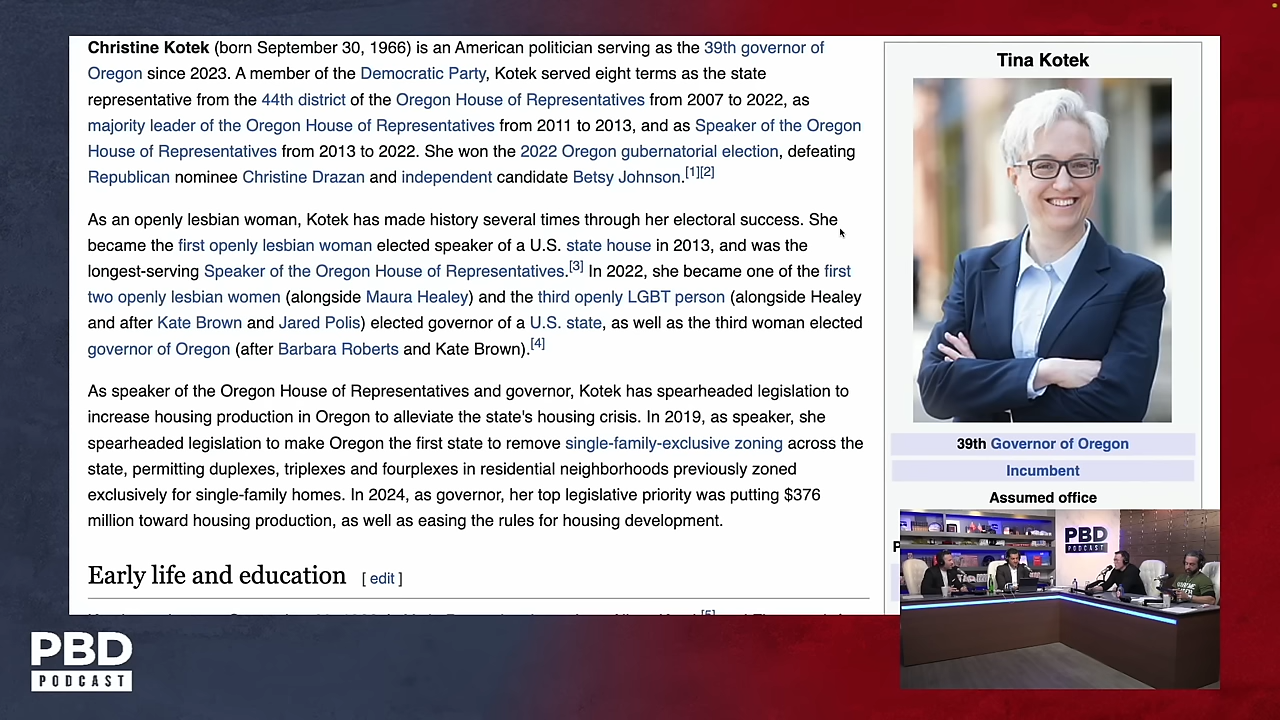 Christine Kotek (born September 30, 1966) is an American politician serving as the 39th governor of
Oregon since 2023. A member of the Democratic Party, Kotek served eight terms as the state
representative from the 44th district of the Oregon House of Representatives from 2007 to 2022, as
majority leader of the Oregon House of Representatives from 2011 to 2013, and as Speaker of the Oregon
House of Representatives from 2013 to 2022. She won the 2022 Oregon gubernatorial election, defeating
Republican nominee Christine Drazan and independent candidate Betsy Johnson.[1][2]
As an openly lesbian woman, Kotek has made history several times through her electoral success. She
became the first openly lesbian woman elected speaker of a U.S. state house in 2013, and was the
longest-serving Speaker of the Oregon House of Representatives.[3] In 2022, she became one of the first
two openly lesbian women (alongside Maura Healey) and the third openly LGBT person (alongside Healey
and after Kate Brown and Jared Polis) elected governor of a U.S. state, as well as the third woman elected
governor of Oregon (after Barbara Roberts and Kate Brown).[4]
As speaker of the Oregon House of Representatives and governor, Kotek has spearheaded legislation to
increase housing production in Oregon to alleviate the state's housing crisis. In 2019, as speaker, she
spearheaded legislation to make Oregon the first state to remove single-family-exclusive zoning across the
state, permitting duplexes, triplexes and fourplexes in residential neighborhoods previously zoned
exclusively for single-family homes. In 2024, as governor, her top legislative priority was putting $376
million toward housing production, as well as easing the rules for housing development.
Early life and education [ edit ]
Tina Kotek
39th Governor of Oregon
Incumbent
Assumed office
PBD
PODCAST
PBD
PODCAST